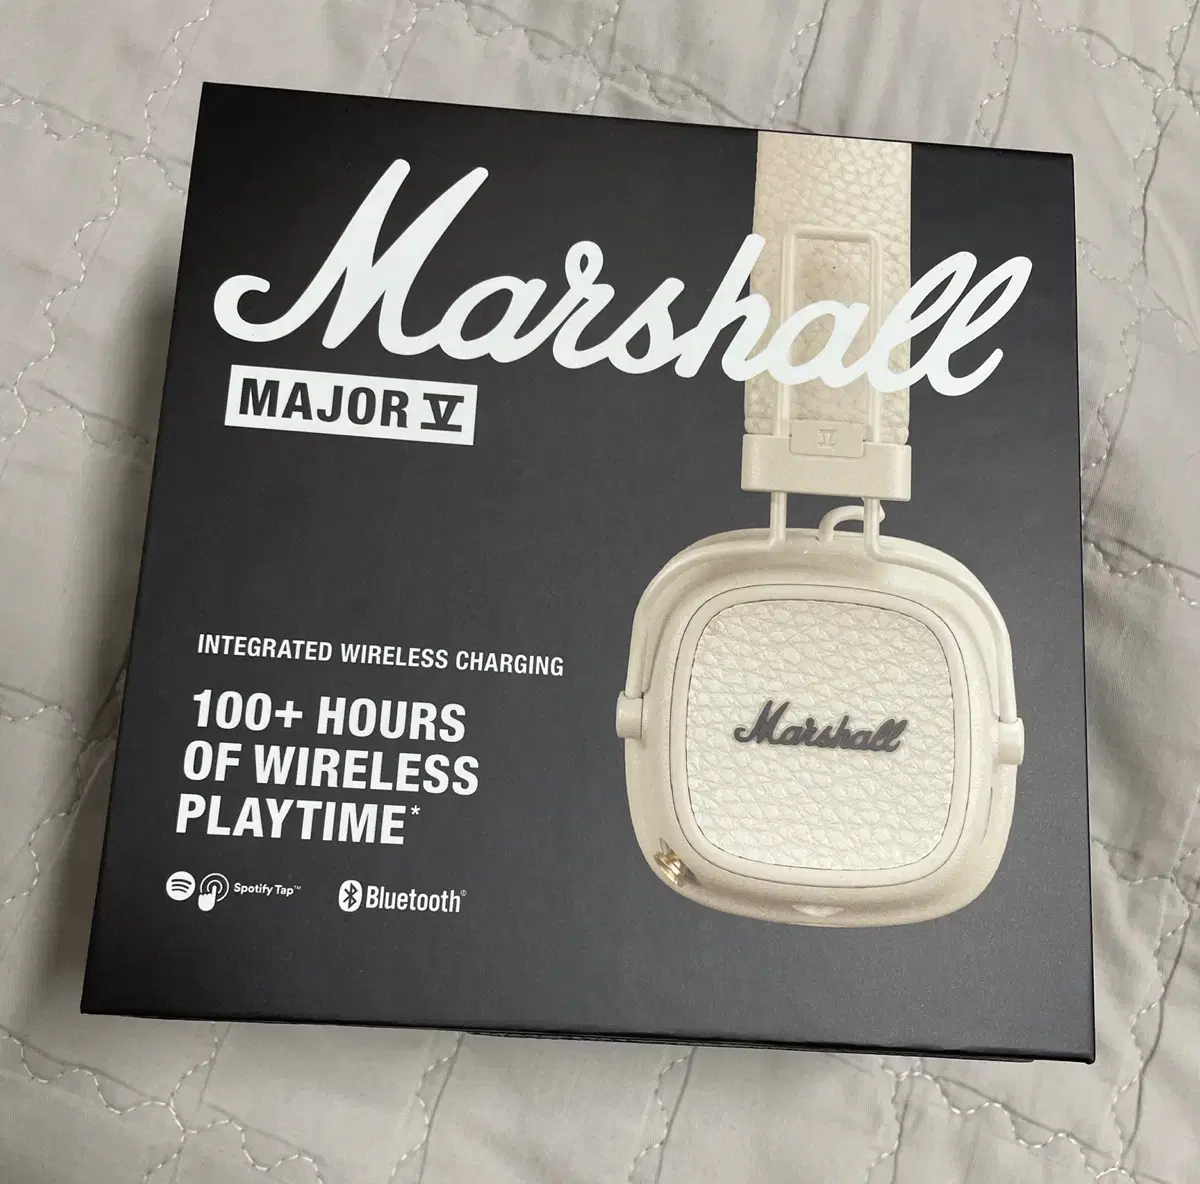 Marshall
MAJOR V
V
INTEGRATED WIRELESS CHARGING
100+ HOURS
OF WIRELESS
PLAYTIME*
Marshall
Spotify Tap™
Bluetooth®